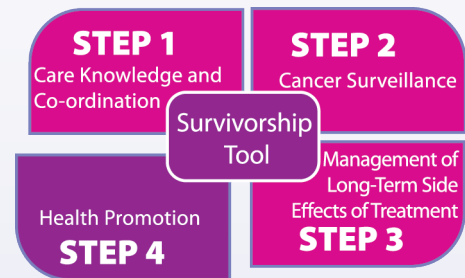 STEP 1
Care Knowledge and
Co-ordination
STEP 2
Cancer Surveillance
Survivorship
Tool
Management of
Long-Term Side
Effects of Treatment
STEP 3
Health Promotion
STEP 4